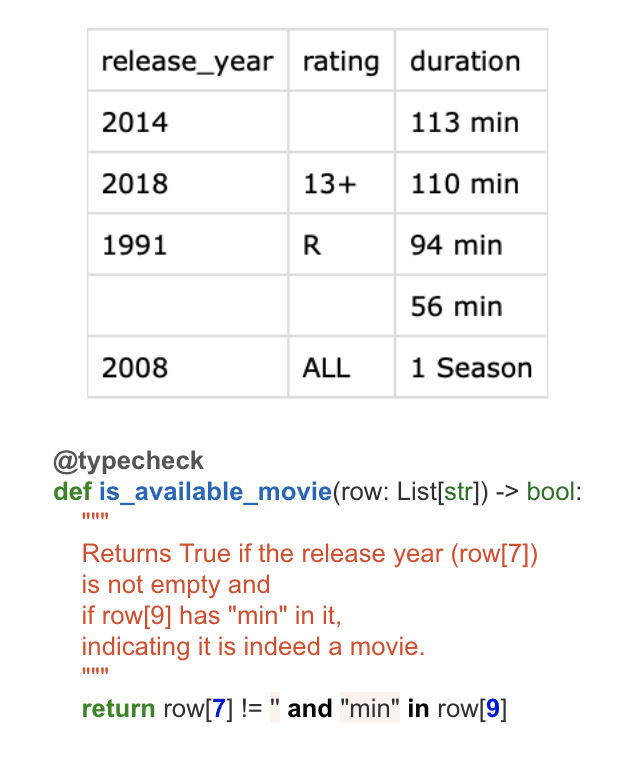 release_year rating duration
2014 113 min
2018 13+ 110 min
1991 R 94 min
56 min
2008 ALL 1 Season
@typecheck
def is_available_movie(row: List[str]) -> bool:
"""
Returns True if the release year (row[7])
is not empty and
if row[9] has "min" in it,
indicating it is indeed a movie.
"""
return row[7] != '' and "min" in row[9]